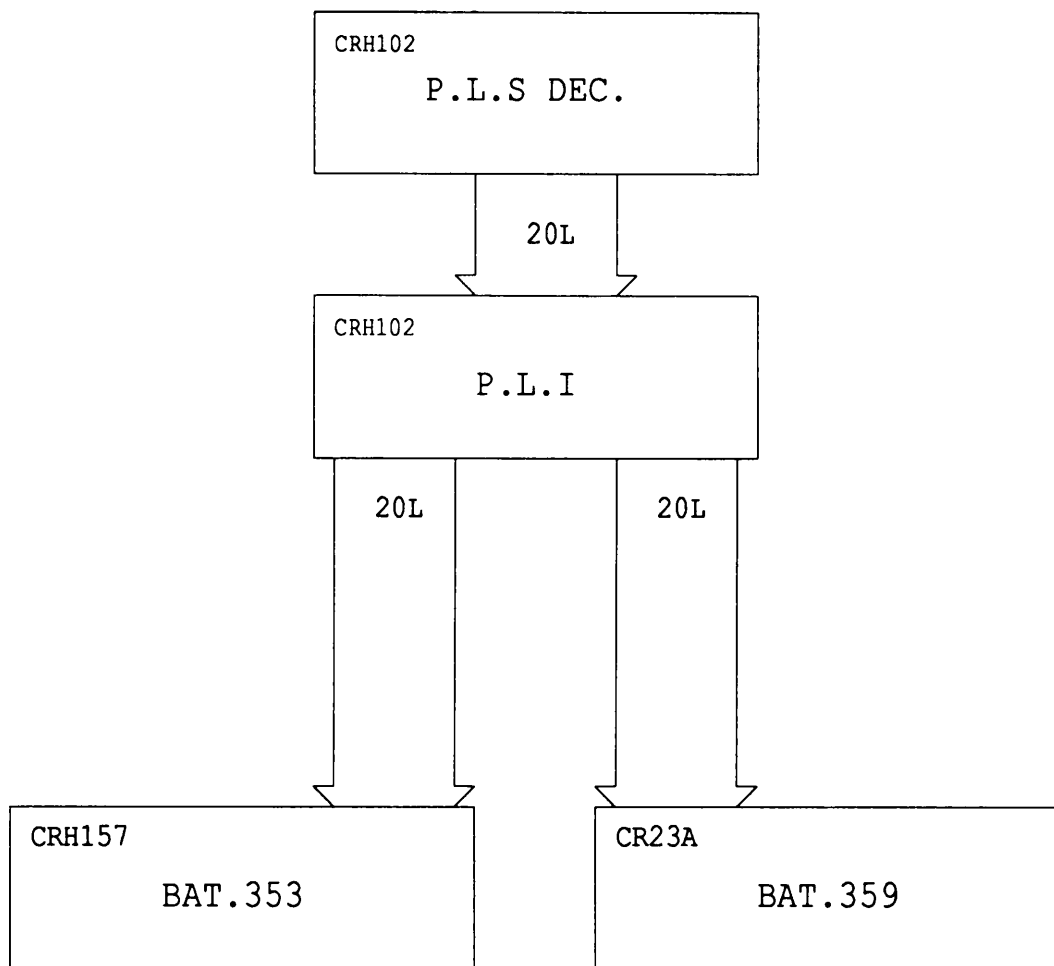 CRH102
P.L.S DEC.
20L
CRH102
P.L.I
20L 20L
CRH157 CR23A
BAT.353 BAT.359